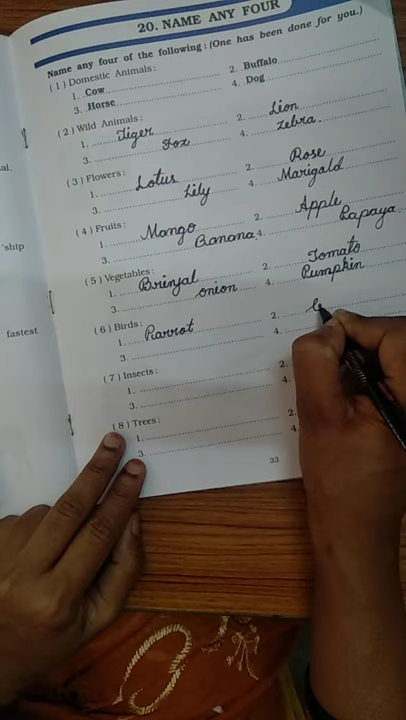 20. NAME ANY FOUR
Name any four of the following : (One has been done for you.)
( 1 ) Domestic Animals :
1. Cow 2. Buffalo
3. Horse 4. Dog
( 2 ) Wild Animals :
1. Tiger 2. Lion
3. Fox 4. Zebra
( 3 ) Flowers :
1. Lotus 2. Rose
3. Lily 4. Marigald
( 4 ) Fruits :
1. Mango 2. Apple
3. Banana 4. Papaya
( 5 ) Vegetables :
1. Brinjal 2. Tomato
3. onion 4. Pumpkin
( 6 ) Birds :
1. Parrot 2.
3. 4.
( 7 ) Insects :
1. 2.
3. 4.
( 8 ) Trees :
1. 2.
3. 4.
33
'ship
fastest